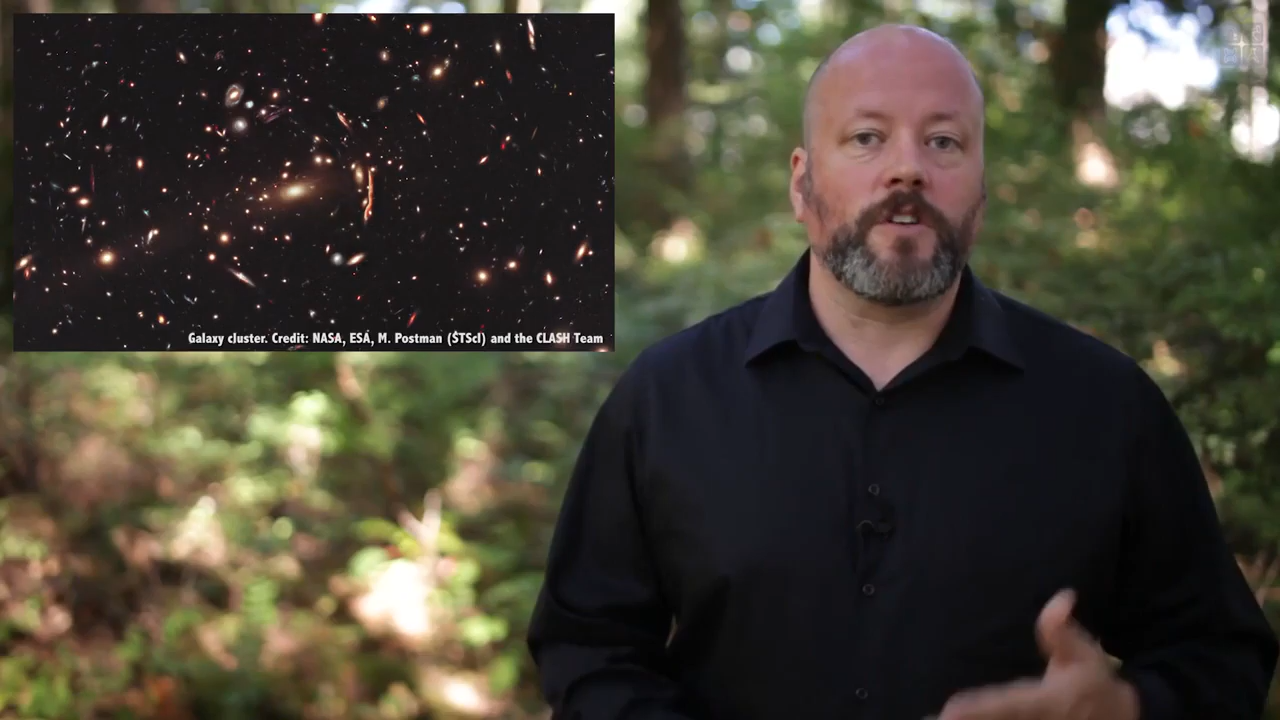 Galaxy cluster. Credit: NASA, ESA, M. Postman (STScI) and the CLASH Team